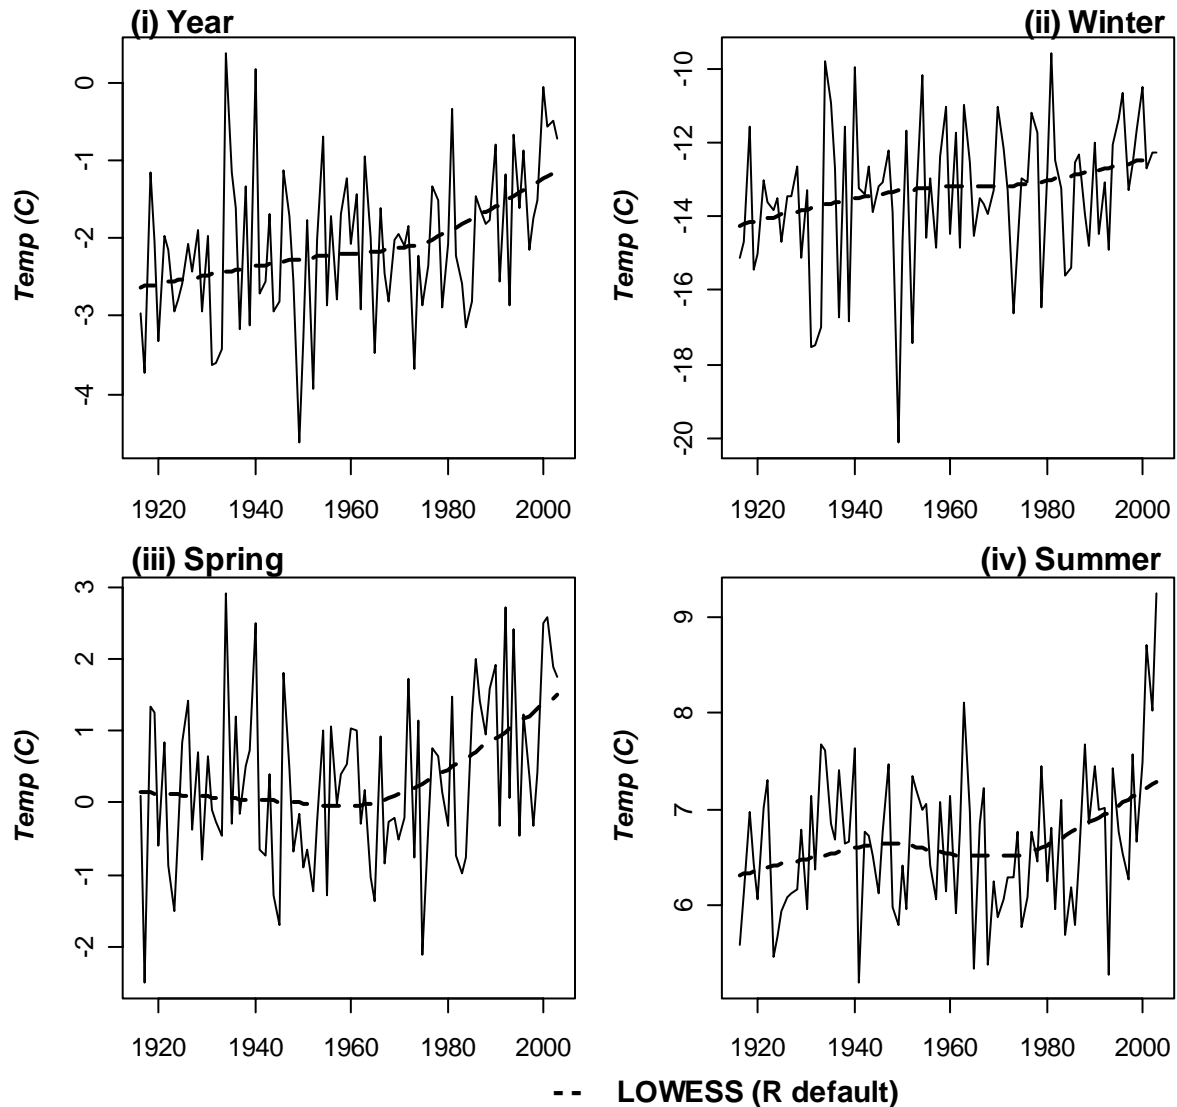 (i) Year
(ii) Winter
0
-1
-2
-3
-4
Temp (C)
1920 1940 1960 1980 2000
-10
-12
-14
-16
-18
-20
Temp (C)
1920 1940 1960 1980 2000
(iii) Spring
(iv) Summer
3
2
1
0
-1
-2
Temp (C)
1920 1940 1960 1980 2000
9
8
7
6
Temp (C)
1920 1940 1960 1980 2000
- - LOWESS (R default)